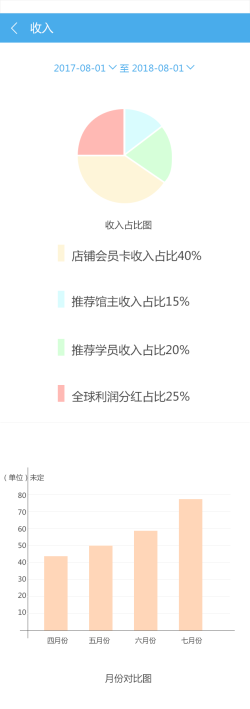 收入
2017-08-01 至 2018-08-01
收入占比图
店铺会员卡收入占比40%
推荐馆主收入占比15%
推荐学员收入占比20%
全球利润分红占比25%
（单位）未定
80
70
60
50
40
30
20
10
四月份 五月份 六月份 七月份
月份对比图